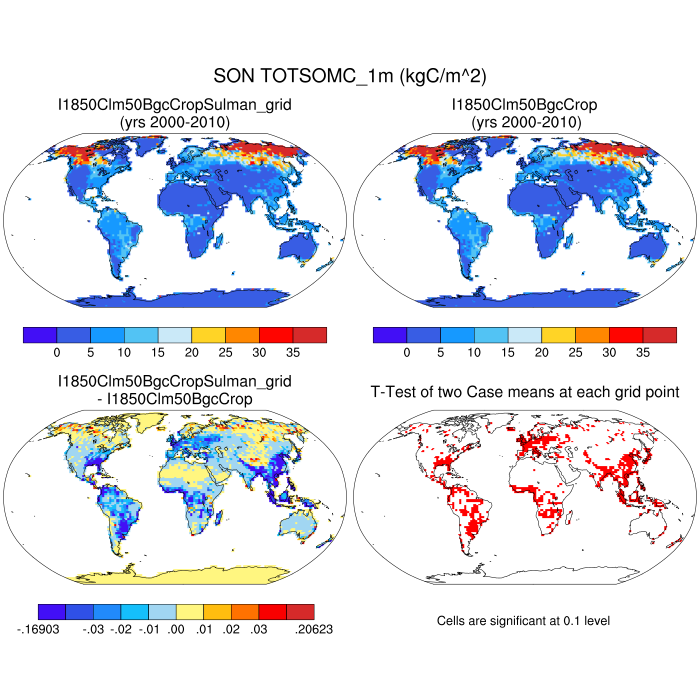 SON TOTSOMC_1m (kgC/m^2)
I1850Clm50BgcCropSulman_grid
(yrs 2000-2010)
I1850Clm50BgcCrop
(yrs 2000-2010)
0 5 10 15 20 25 30 35
0 5 10 15 20 25 30 35
I1850Clm50BgcCropSulman_grid
- I1850Clm50BgcCrop
T-Test of two Case means at each grid point
-.16903 -.03 -.02 -.01 .00 .01 .02 .03 .20623
Cells are significant at 0.1 level